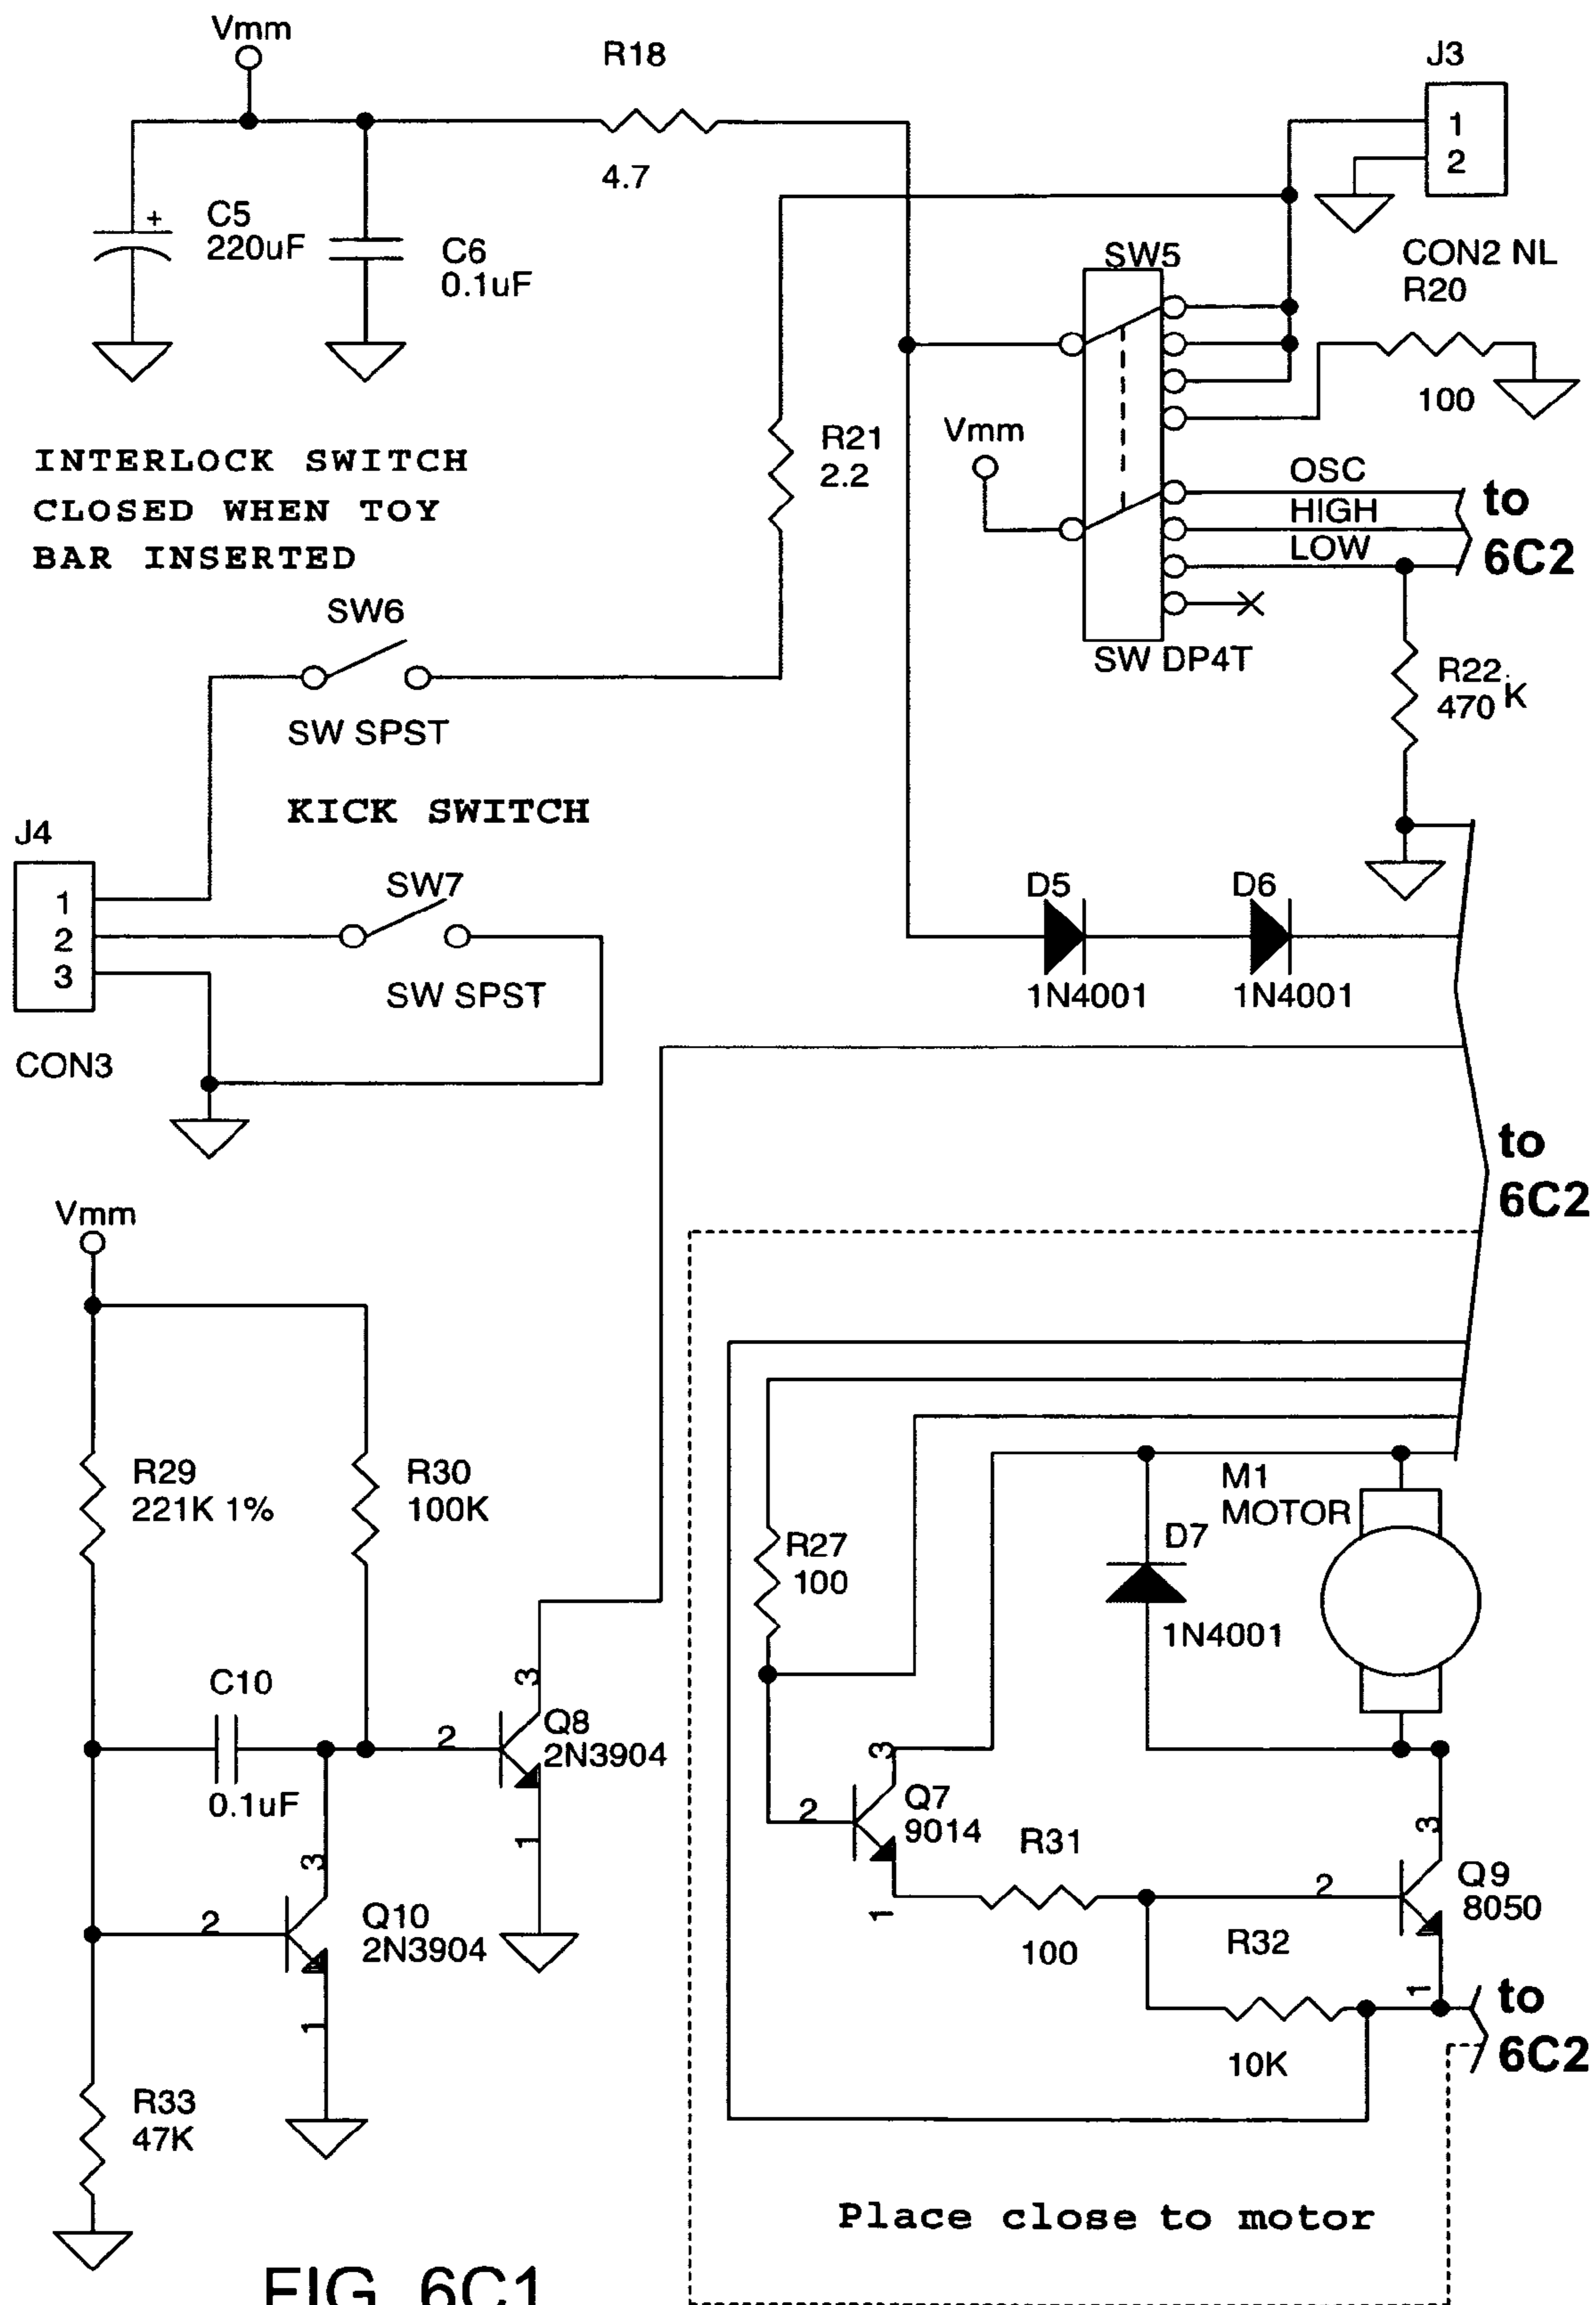 Vmm
R18
4.7
J3
1
2
C5
220uF
+
C6
0.1uF
SW5
CON2 NL
R20
100
INTERLOCK SWITCH
CLOSED WHEN TOY
BAR INSERTED
R21
2.2
Vmm
OSC
HIGH
LOW
to
6C2
SW6
SW SPST
SW DP4T
R22
470 K
KICK SWITCH
J4
1
2
3
CON3
SW7
SW SPST
D5
1N4001
D6
1N4001
to
6C2
Vmm
R29
221K 1%
R30
100K
M1
MOTOR
D7
1N4001
R27
100
C10
0.1uF
3
2
Q8
2N3904
1
3
2
Q7
9014
1
R31
100
3
2
Q9
8050
1
3
2
Q10
2N3904
1
R32
10K
to
6C2
R33
47K
Place close to motor
FIG. 6C1